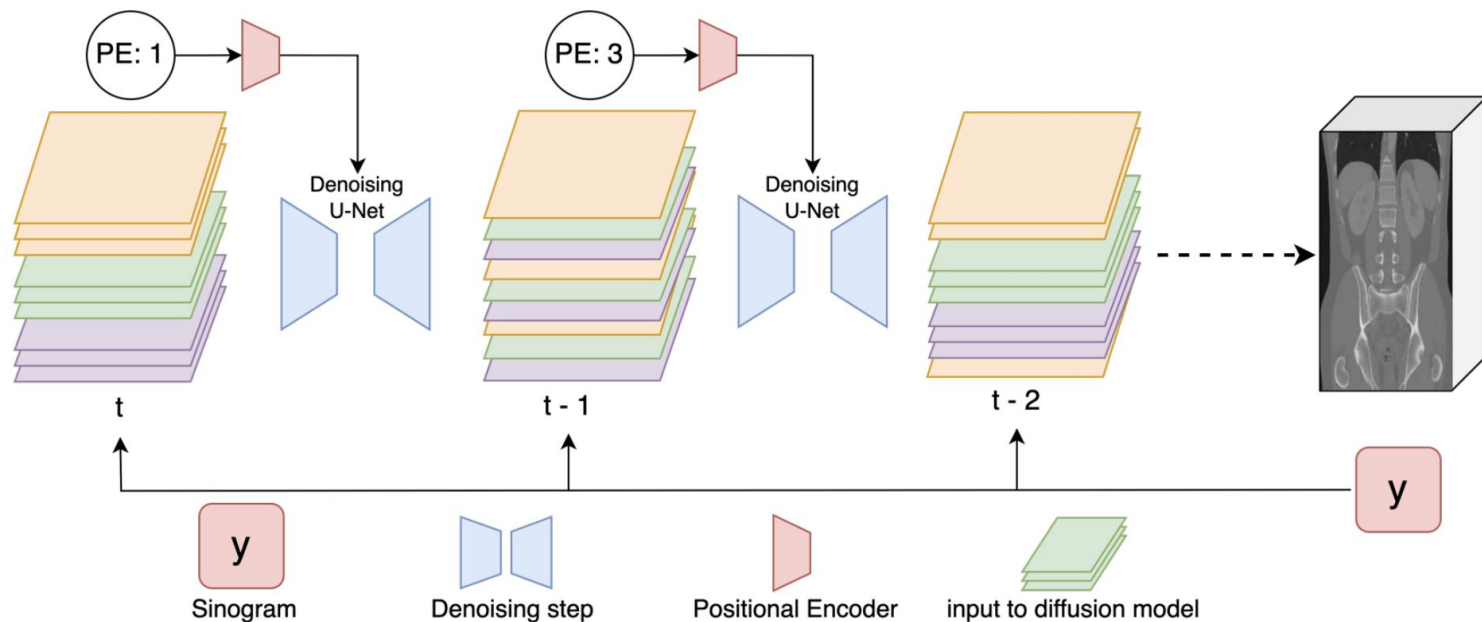 PE: 1
PE: 3
Denoising
U-Net
Denoising
U-Net
t
t - 1
t - 2
y
y
Sinogram
Denoising step
Positional Encoder
input to diffusion model